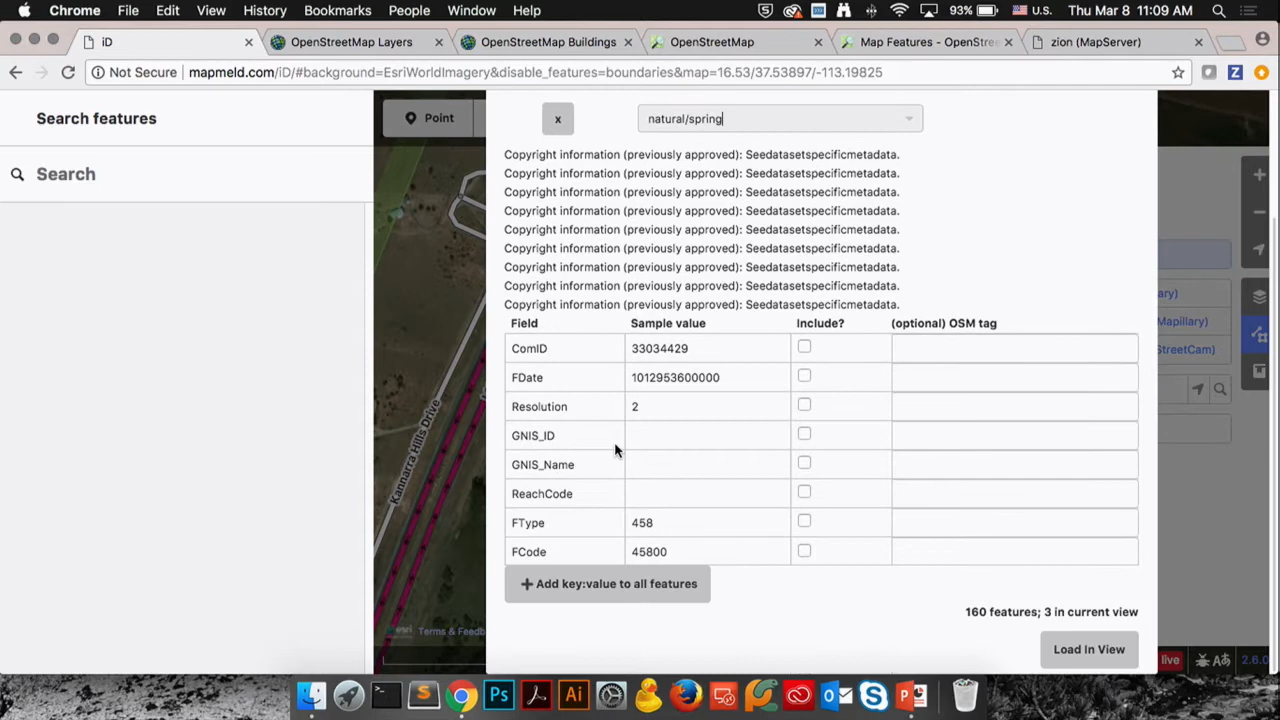 Chrome File Edit View History Bookmarks People Window Help 93% U.S. Thu Mar 8 11:09 AM
iD OpenStreetMap Layers OpenStreetMap Buildings OpenStreetMap Map Features - OpenStre zion (MapServer)
Not Secure mapmeld.com/iD/#background=EsriWorldImagery&disable_features=boundaries&map=16.53/37.53897/-113.19825
Search features
Search
Point
x natural/spring
Copyright information (previously approved): Seedatasetspecificmetadata.
Copyright information (previously approved): Seedatasetspecificmetadata.
Copyright information (previously approved): Seedatasetspecificmetadata.
Copyright information (previously approved): Seedatasetspecificmetadata.
Copyright information (previously approved): Seedatasetspecificmetadata.
Copyright information (previously approved): Seedatasetspecificmetadata.
Copyright information (previously approved): Seedatasetspecificmetadata.
Copyright information (previously approved): Seedatasetspecificmetadata.
Copyright information (previously approved): Seedatasetspecificmetadata.
Field Sample value Include? (optional) OSM tag
ComID 33034429
FDate 1012953600000
Resolution 2
GNIS_ID
GNIS_Name
ReachCode
FType 458
FCode 45800
+ Add key:value to all features
160 features; 3 in current view
Load In View
Kannarra Hills Drive
esri Terms & Feedb
ary)
Mapillary)
StreetCam)
live 2.6.0